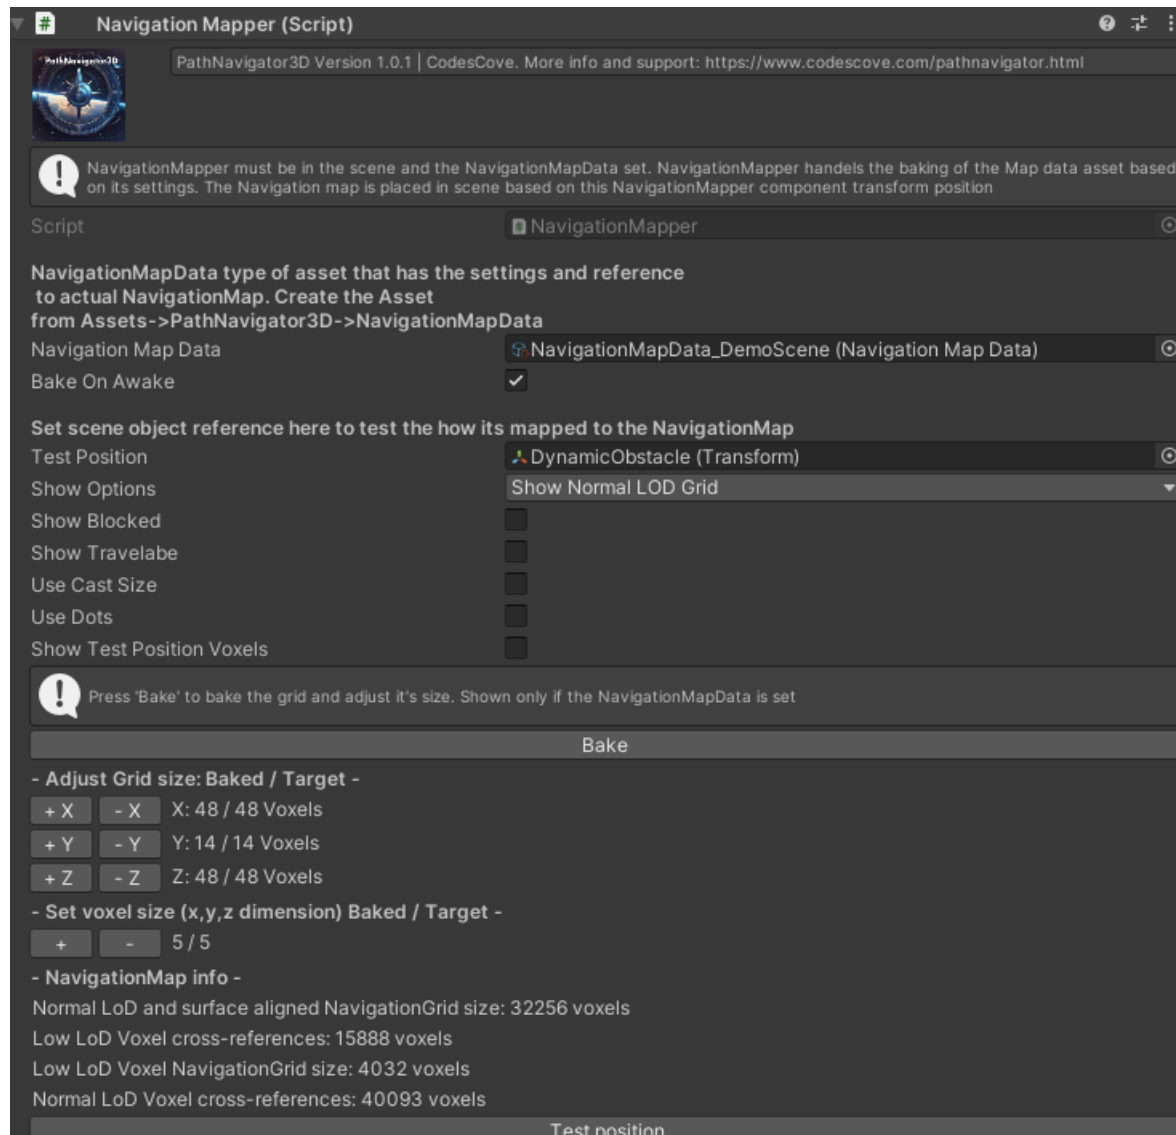 Navigation Mapper (Script)
PathNavigator3D
PathNavigator3D Version 1.0.1 | CodesCove. More info and support: https://www.codescove.com/pathnavigator.html
NavigationMapper must be in the scene and the NavigationMapData set. NavigationMapper handels the baking of the Map data asset based
on its settings. The Navigation map is placed in scene based on this NavigationMapper component transform position
Script NavigationMapper
NavigationMapData type of asset that has the settings and reference
to actual NavigationMap. Create the Asset
from Assets->PathNavigator3D->NavigationMapData
Navigation Map Data NavigationMapData_DemoScene (Navigation Map Data)
Bake On Awake
Set scene object reference here to test the how its mapped to the NavigationMap
Test Position DynamicObstacle (Transform)
Show Options Show Normal LOD Grid
Show Blocked
Show Travelabe
Use Cast Size
Use Dots
Show Test Position Voxels
Press 'Bake' to bake the grid and adjust it's size. Shown only if the NavigationMapData is set
Bake
- Adjust Grid size: Baked / Target -
+ X - X X: 48 / 48 Voxels
+ Y - Y Y: 14 / 14 Voxels
+ Z - Z Z: 48 / 48 Voxels
- Set voxel size (x,y,z dimension) Baked / Target -
+ - 5 / 5
- NavigationMap info -
Normal LoD and surface aligned NavigationGrid size: 32256 voxels
Low LoD Voxel cross-references: 15888 voxels
Low LoD Voxel NavigationGrid size: 4032 voxels
Normal LoD Voxel cross-references: 40093 voxels
Test position